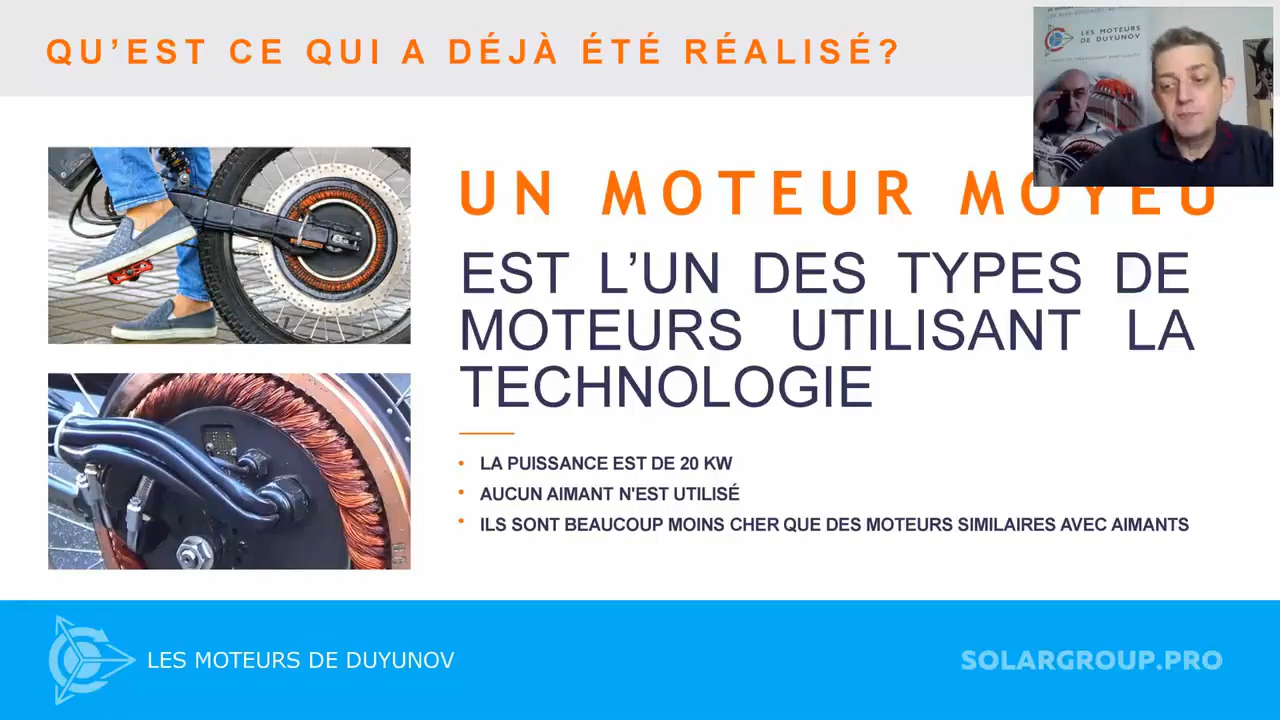 QU’EST CE QUI A DÉJÀ ÉTÉ RÉALISÉ?
LES MOTEURS
DE DUYUNOV
UN MOTEUR MOYEU
EST L’UN DES TYPES DE
MOTEURS UTILISANT LA
TECHNOLOGIE
• LA PUISSANCE EST DE 20 KW
• AUCUN AIMANT N'EST UTILISÉ
• ILS SONT BEAUCOUP MOINS CHER QUE DES MOTEURS SIMILAIRES AVEC AIMANTS
LES MOTEURS DE DUYUNOV
SOLARGROUP.PRO